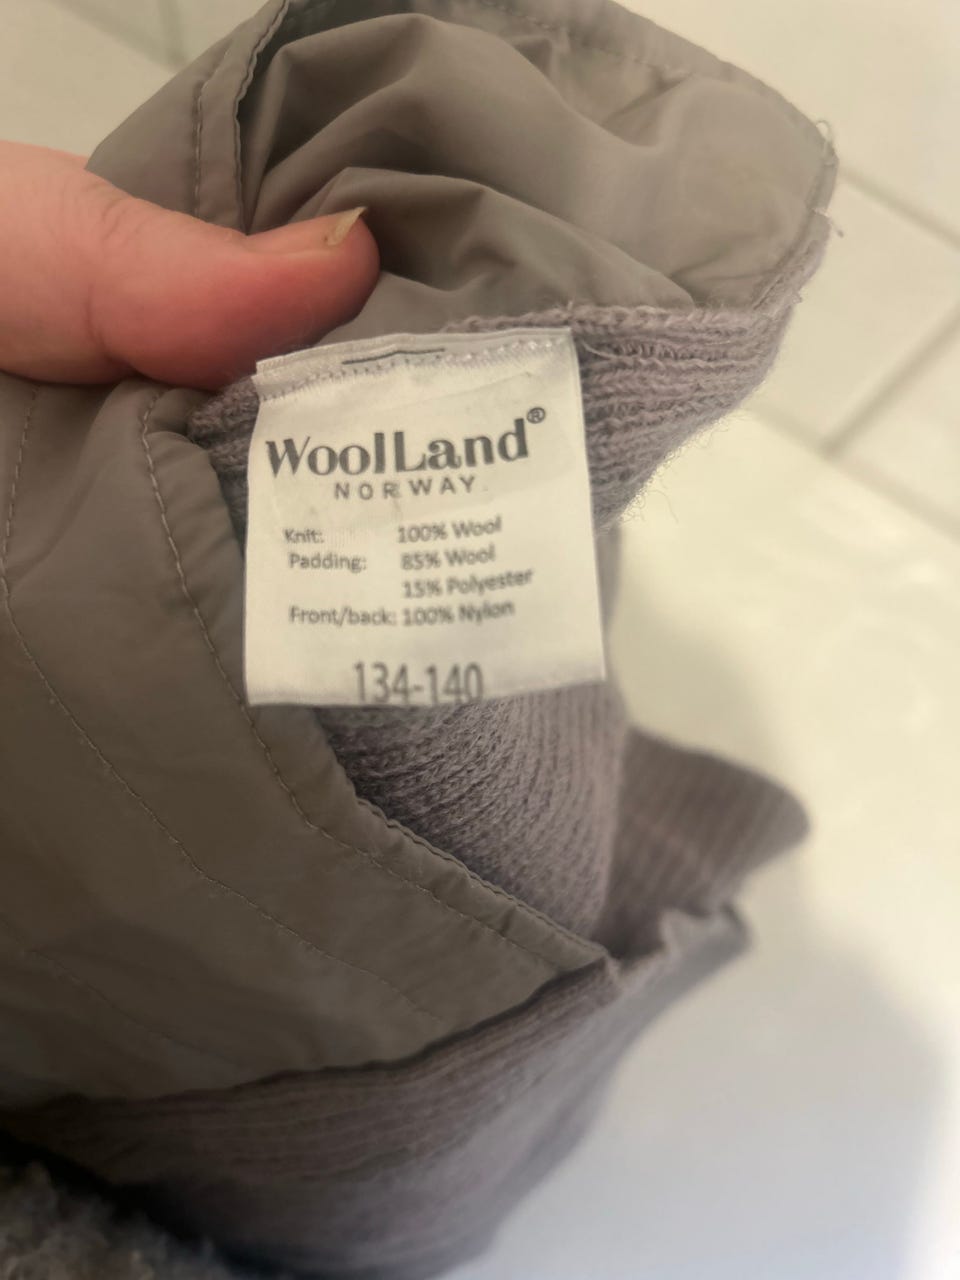 WoolLand®
NORWAY
Knit: 100% Wool
Padding: 85% Wool
15% Polyester
Front/back: 100% Nylon
134-140